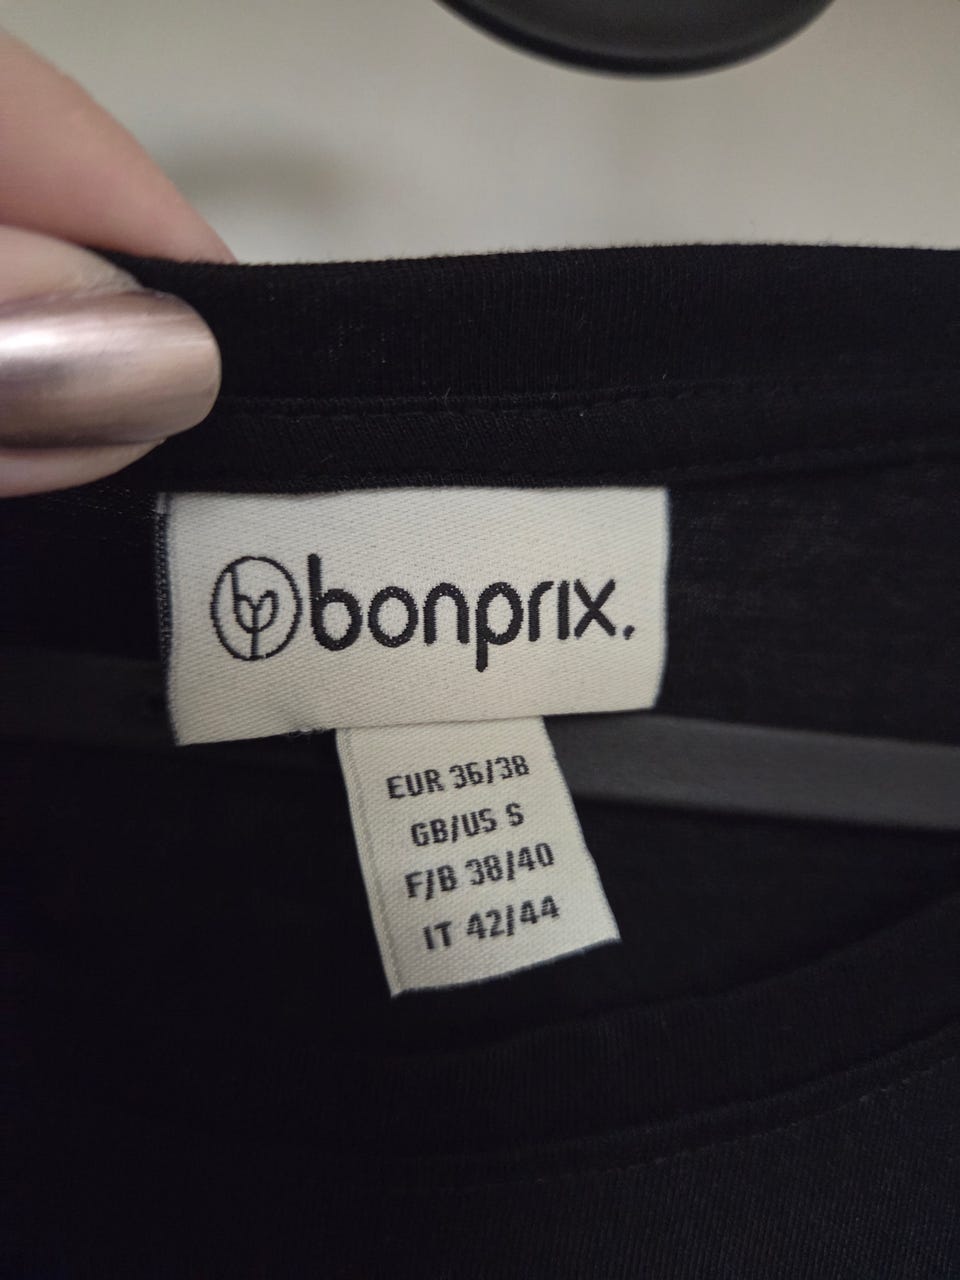 bonprix.
EUR 36/38
GB/US S
F/B 38/40
IT 42/44